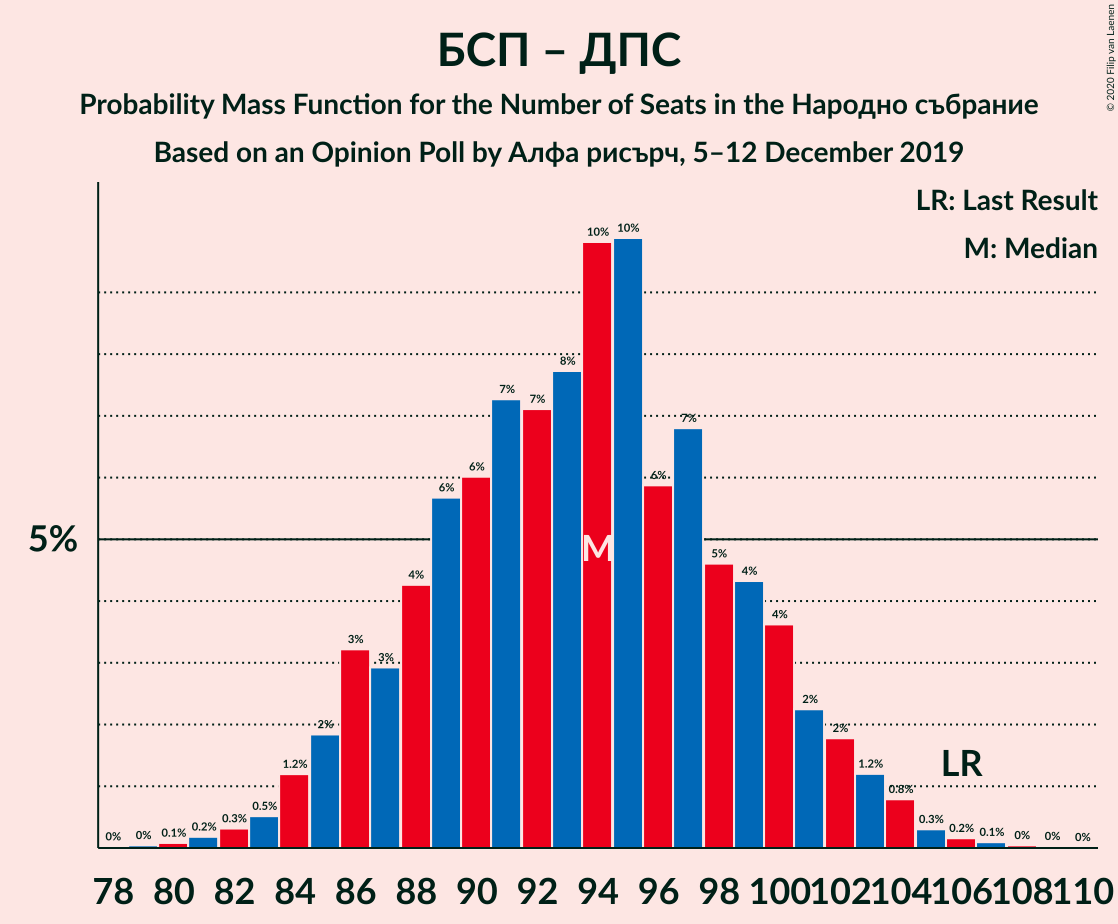 БСП – ДПС
Probability Mass Function for the Number of Seats in the Народно събрание
Based on an Opinion Poll by Алфа рисърч, 5–12 December 2019
© 2020 Filip van Laenen
LR: Last Result
M: Median
5%
0% 0% 0.1% 0.2% 0.3% 0.5% 1.2% 2% 3% 3% 4% 6% 6% 7% 7% 8% 10% 10% 6% 7% 5% 4% 4% 2% 2% 1.2% 0.8% 0.3% 0.2% 0.1% 0% 0% 0%
M
LR
78 80 82 84 86 88 90 92 94 96 98 100 102 104 106 108 110